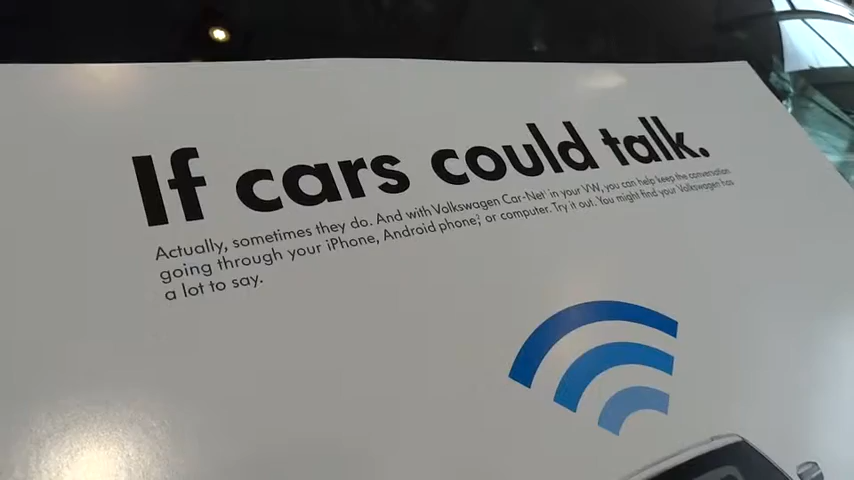 If cars could talk.
Actually, sometimes they do. And with Volkswagen Car-Net in your VW, you can help keep the conversation
going through your iPhone, Android phone,² or computer. Try it out. You might find your Volkswagen has
a lot to say.